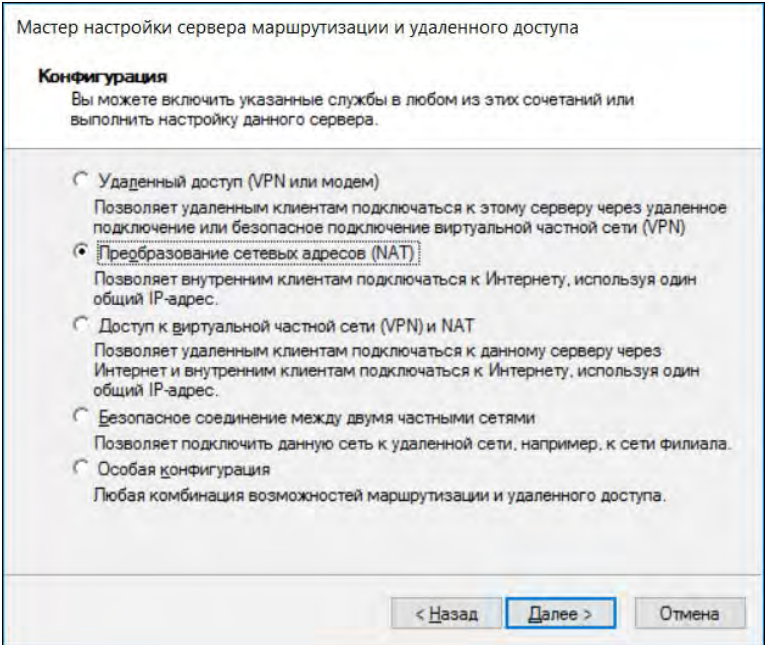 Мастер настройки сервера маршрутизации и удаленного доступа
Конфигурация
Вы можете включить указанные службы в любом из этих сочетаний или
выполнить настройку данного сервера.
Удаленный доступ (VPN или модем)
Позволяет удаленным клиентам подключаться к этому серверу через удаленное
подключение или безопасное подключение виртуальной частной сети (VPN)
Преобразование сетевых адресов (NAT)
Позволяет внутренним клиентам подключаться к Интернету, используя один
общий IP-адрес.
Доступ к виртуальной частной сети (VPN) и NAT
Позволяет удаленным клиентам подключаться к данному серверу через
Интернет и внутренним клиентам подключаться к Интернету, используя один
общий IP-адрес.
Безопасное соединение между двумя частными сетями
Позволяет подключить данную сеть к удаленной сети, например, к сети филиала.
Особая конфигурация
Любая комбинация возможностей маршрутизации и удаленного доступа.
< Назад Далее > Отмена